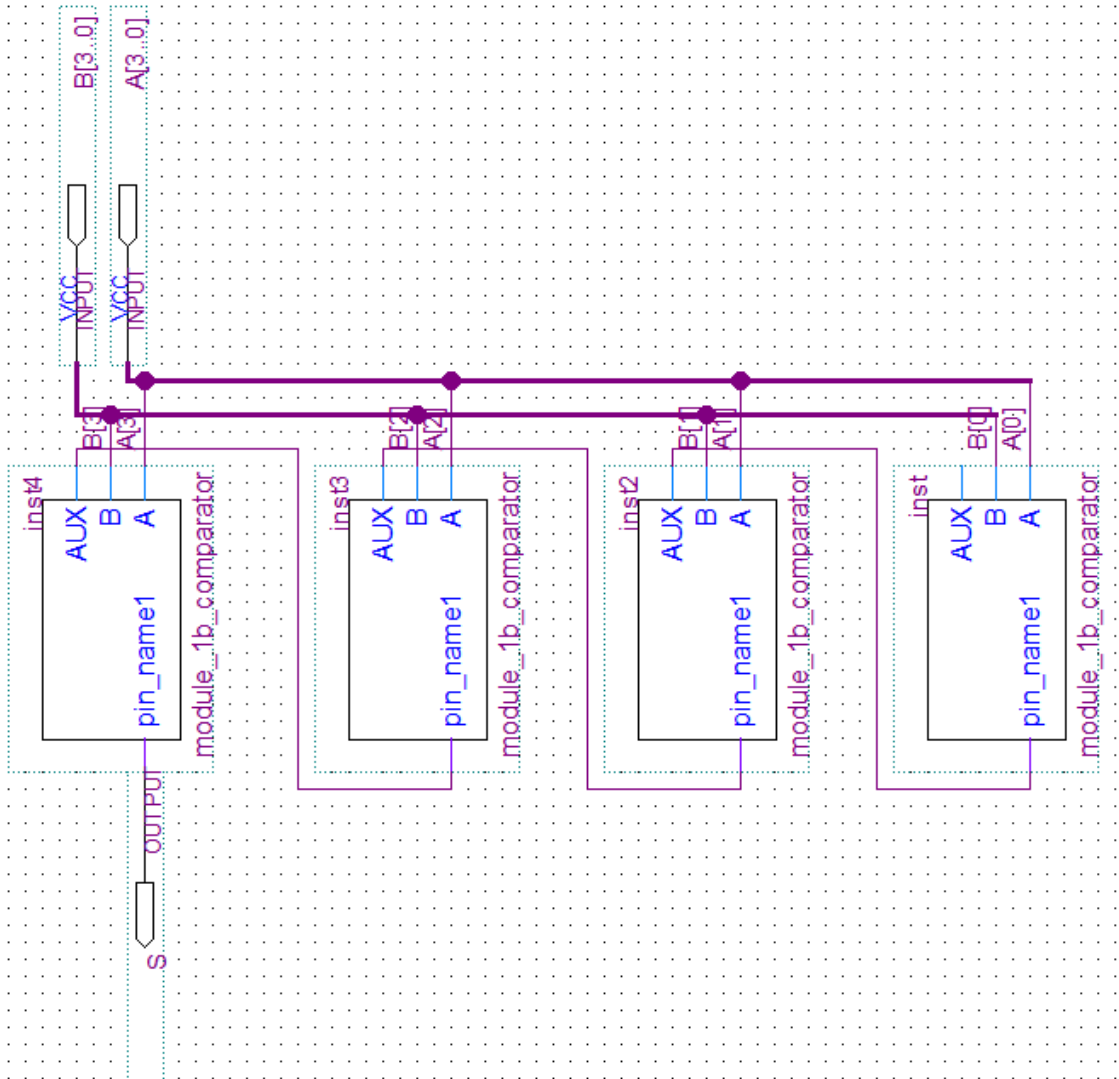 B[3..0]
A[3..0]
VCC
INPUT
VCC
INPUT
B[3]
A[3]
B[2]
A[2]
B[1]
A[1]
B[0]
A[0]
inst4
AUX
B
A
pin_name1
module_1b_comparator
inst3
AUX
B
A
pin_name1
module_1b_comparator
inst2
AUX
B
A
pin_name1
module_1b_comparator
inst
AUX
B
A
pin_name1
module_1b_comparator
OUTPUT
S